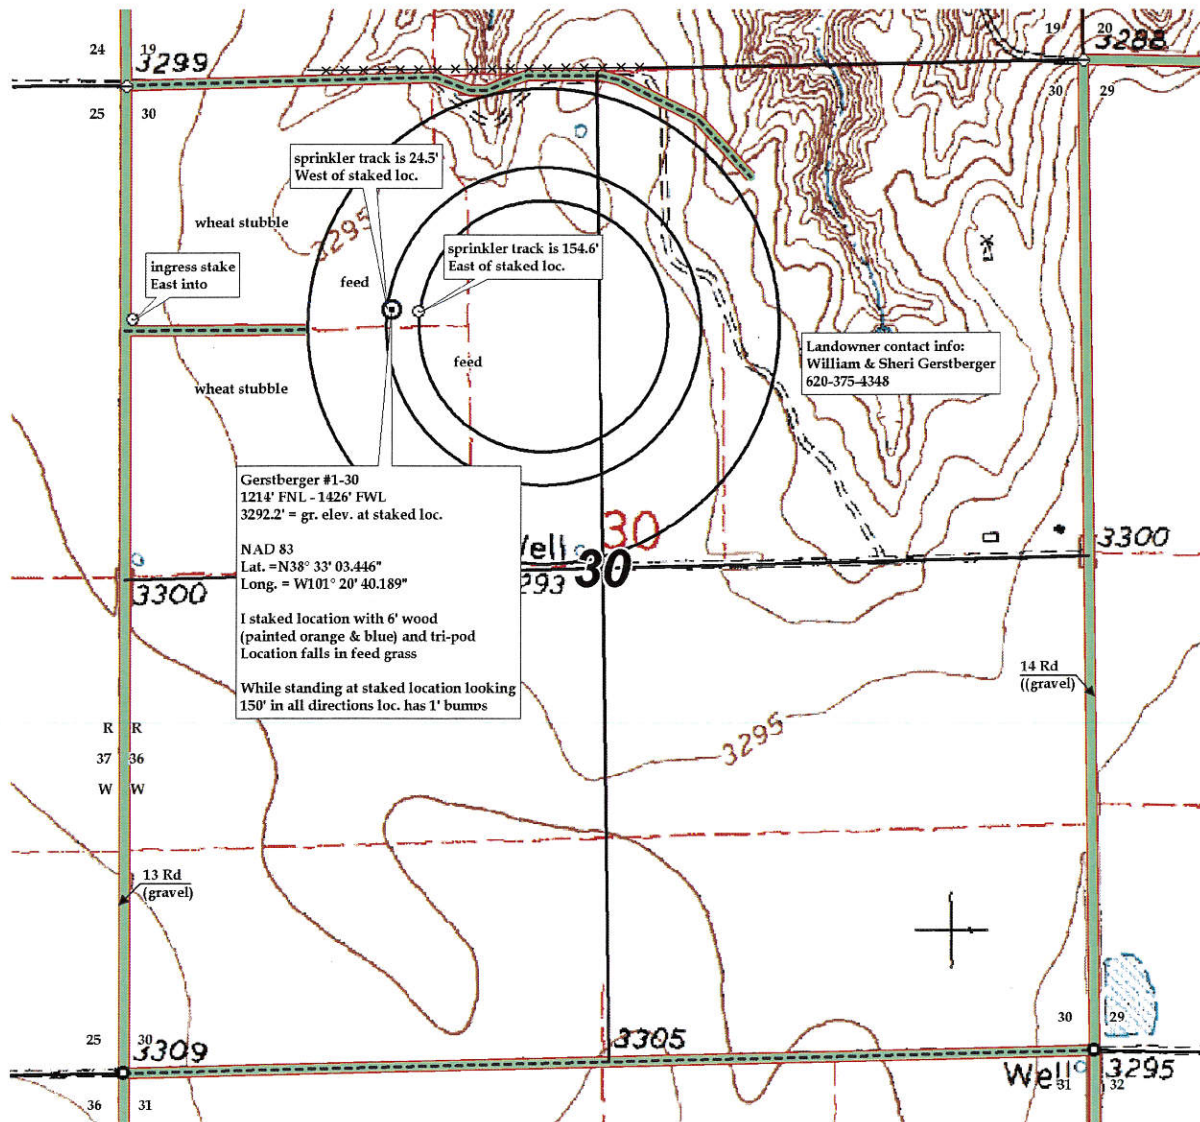 24 19
3299
19 20
3288
25 30
30 29
sprinkler track is 24.5'
West of staked loc.
wheat stubble
3295
sprinkler track is 154.6'
East of staked loc.
ingress stake
East into
feed
Landowner contact info:
William & Sheri Gerstberger
620-375-4348
feed
wheat stubble
Gerstberger #1-30
1214' FNL - 1426' FWL
3292.2' = gr. elev. at staked loc.
NAD 83
Lat. =N38° 33' 03.446"
Long. = W101° 20' 40.189"
I staked location with 6' wood
(painted orange & blue) and tri-pod
Location falls in feed grass
While standing at staked location looking
150' in all directions loc. has 1' bumps
30
30
293
3300
3300
14 Rd
((gravel)
R R
37 36
W W
3295
13 Rd
(gravel)
30 29
25 30
3309
3305
Well
3295
31 32
36 31